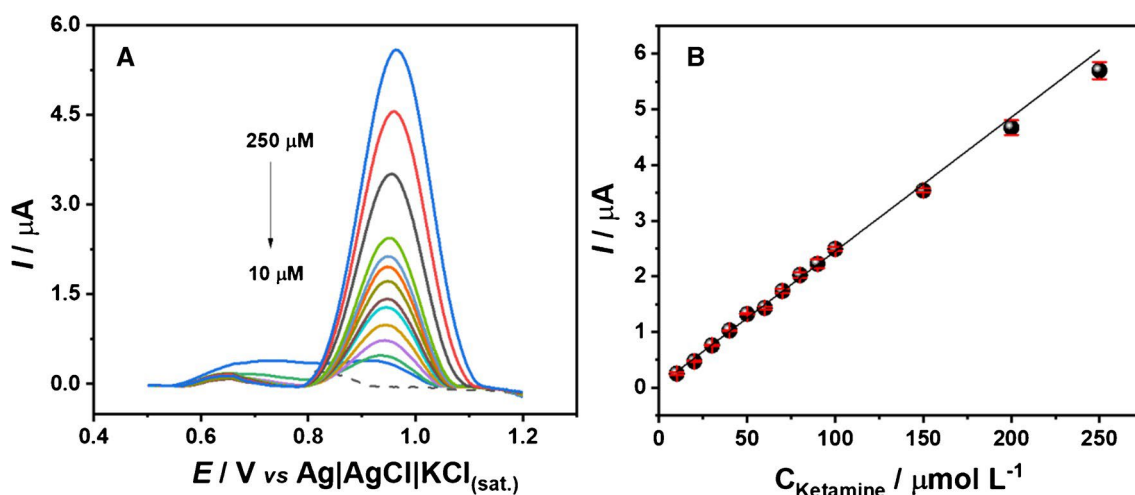 A
6.0
4.5
3.0
1.5
0.0
I / μA
250 μM
10 μM
0.4 0.6 0.8 1.0 1.2
E / V vs Ag|AgCl|KCl(sat.)
B
6
5
4
3
2
1
0
I / μA
0 50 100 150 200 250
CKetamine / μmol L-1